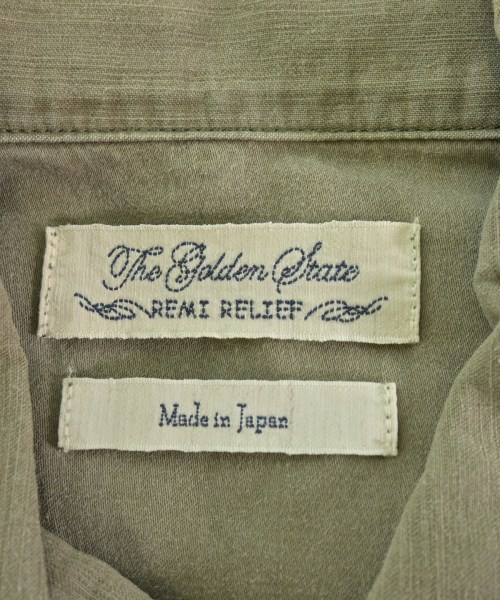 The Golden State
REMI RELIEF
Made in Japan